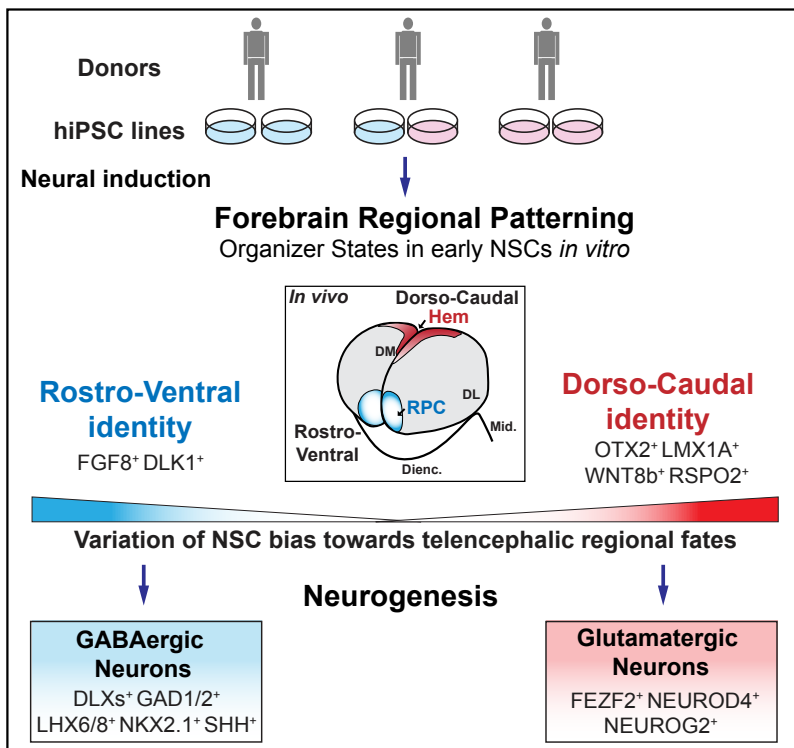 Donors
hiPSC lines
Neural induction
Forebrain Regional Patterning
Organizer States in early NSCs in vitro
In vivo
Dorso-Caudal
Hem
DM
DL
RPC
Mid.
Rostro-
Ventral
Dienc.
Rostro-Ventral
identity
FGF8⁺ DLK1⁺
Dorso-Caudal
identity
OTX2⁺ LMX1A⁺
WNT8b⁺ RSPO2⁺
Variation of NSC bias towards telencephalic regional fates
Neurogenesis
GABAergic
Neurons
DLXs⁺ GAD1/2⁺
LHX6/8⁺ NKX2.1⁺ SHH⁺
Glutamatergic
Neurons
FEZF2⁺ NEUROD4⁺
NEUROG2⁺